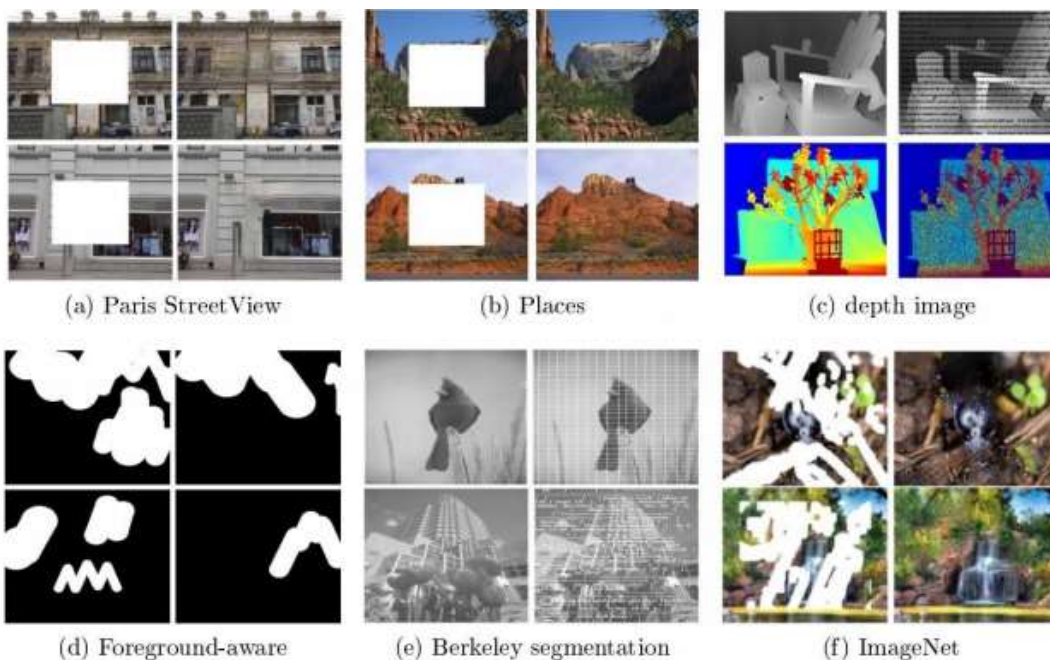 (a) Paris StreetView
(b) Places
(c) depth image
(d) Foreground-aware
(e) Berkeley segmentation
(f) ImageNet